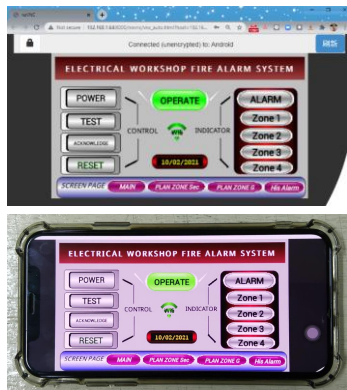 noVNC
Not secure
Connected (unencrypted) to: Android
ELECTRICAL WORKSHOP FIRE ALARM SYSTEM
POWER
OPERATE
ALARM
TEST
Zone 1
CONTROL
INDICATOR
Zone 2
ACKNOWLEDGE
Zone 3
RESET
10/02/2021
Zone 4
SCREEN PAGE MAIN PLAN ZONE Sec PLAN ZONE G His Alarm
ELECTRICAL WORKSHOP FIRE ALARM SYSTEM
POWER
OPERATE
ALARM
TEST
Zone 1
CONTROL
INDICATOR
Zone 2
ACKNOWLEDGE
Zone 3
RESET
10/02/2021
Zone 4
SCREEN PAGE MAIN PLAN ZONE Sec PLAN ZONE G His Alarm